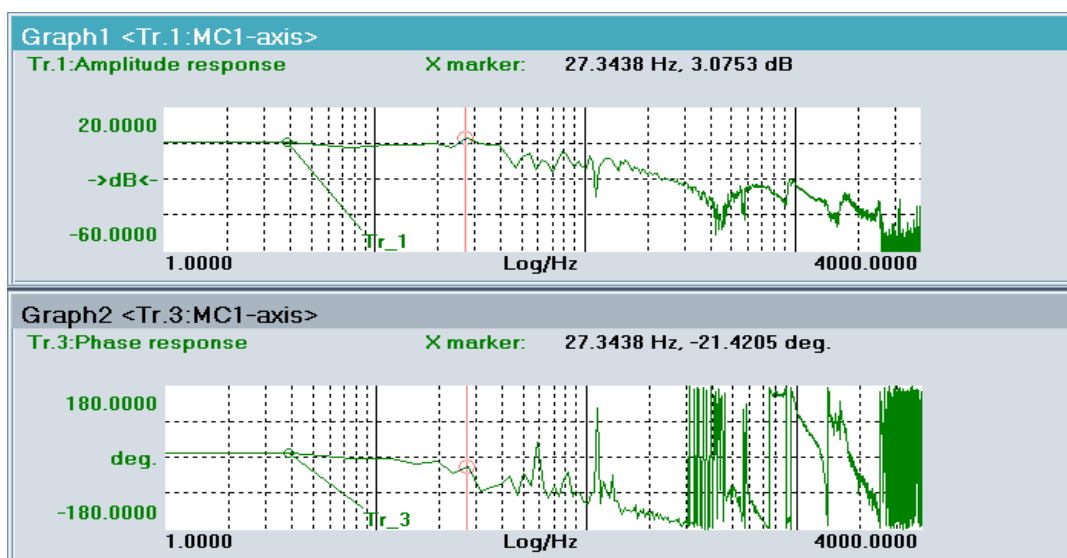 Graph1 <Tr.1:MC1-axis>
Tr.1:Amplitude response X marker: 27.3438 Hz, 3.0753 dB
20.0000
->dB<-
-60.0000
Tr_1
1.0000 Log/Hz 4000.0000
Graph2 <Tr.3:MC1-axis>
Tr.3:Phase response X marker: 27.3438 Hz, -21.4205 deg.
180.0000
deg.
-180.0000
Tr_3
1.0000 Log/Hz 4000.0000